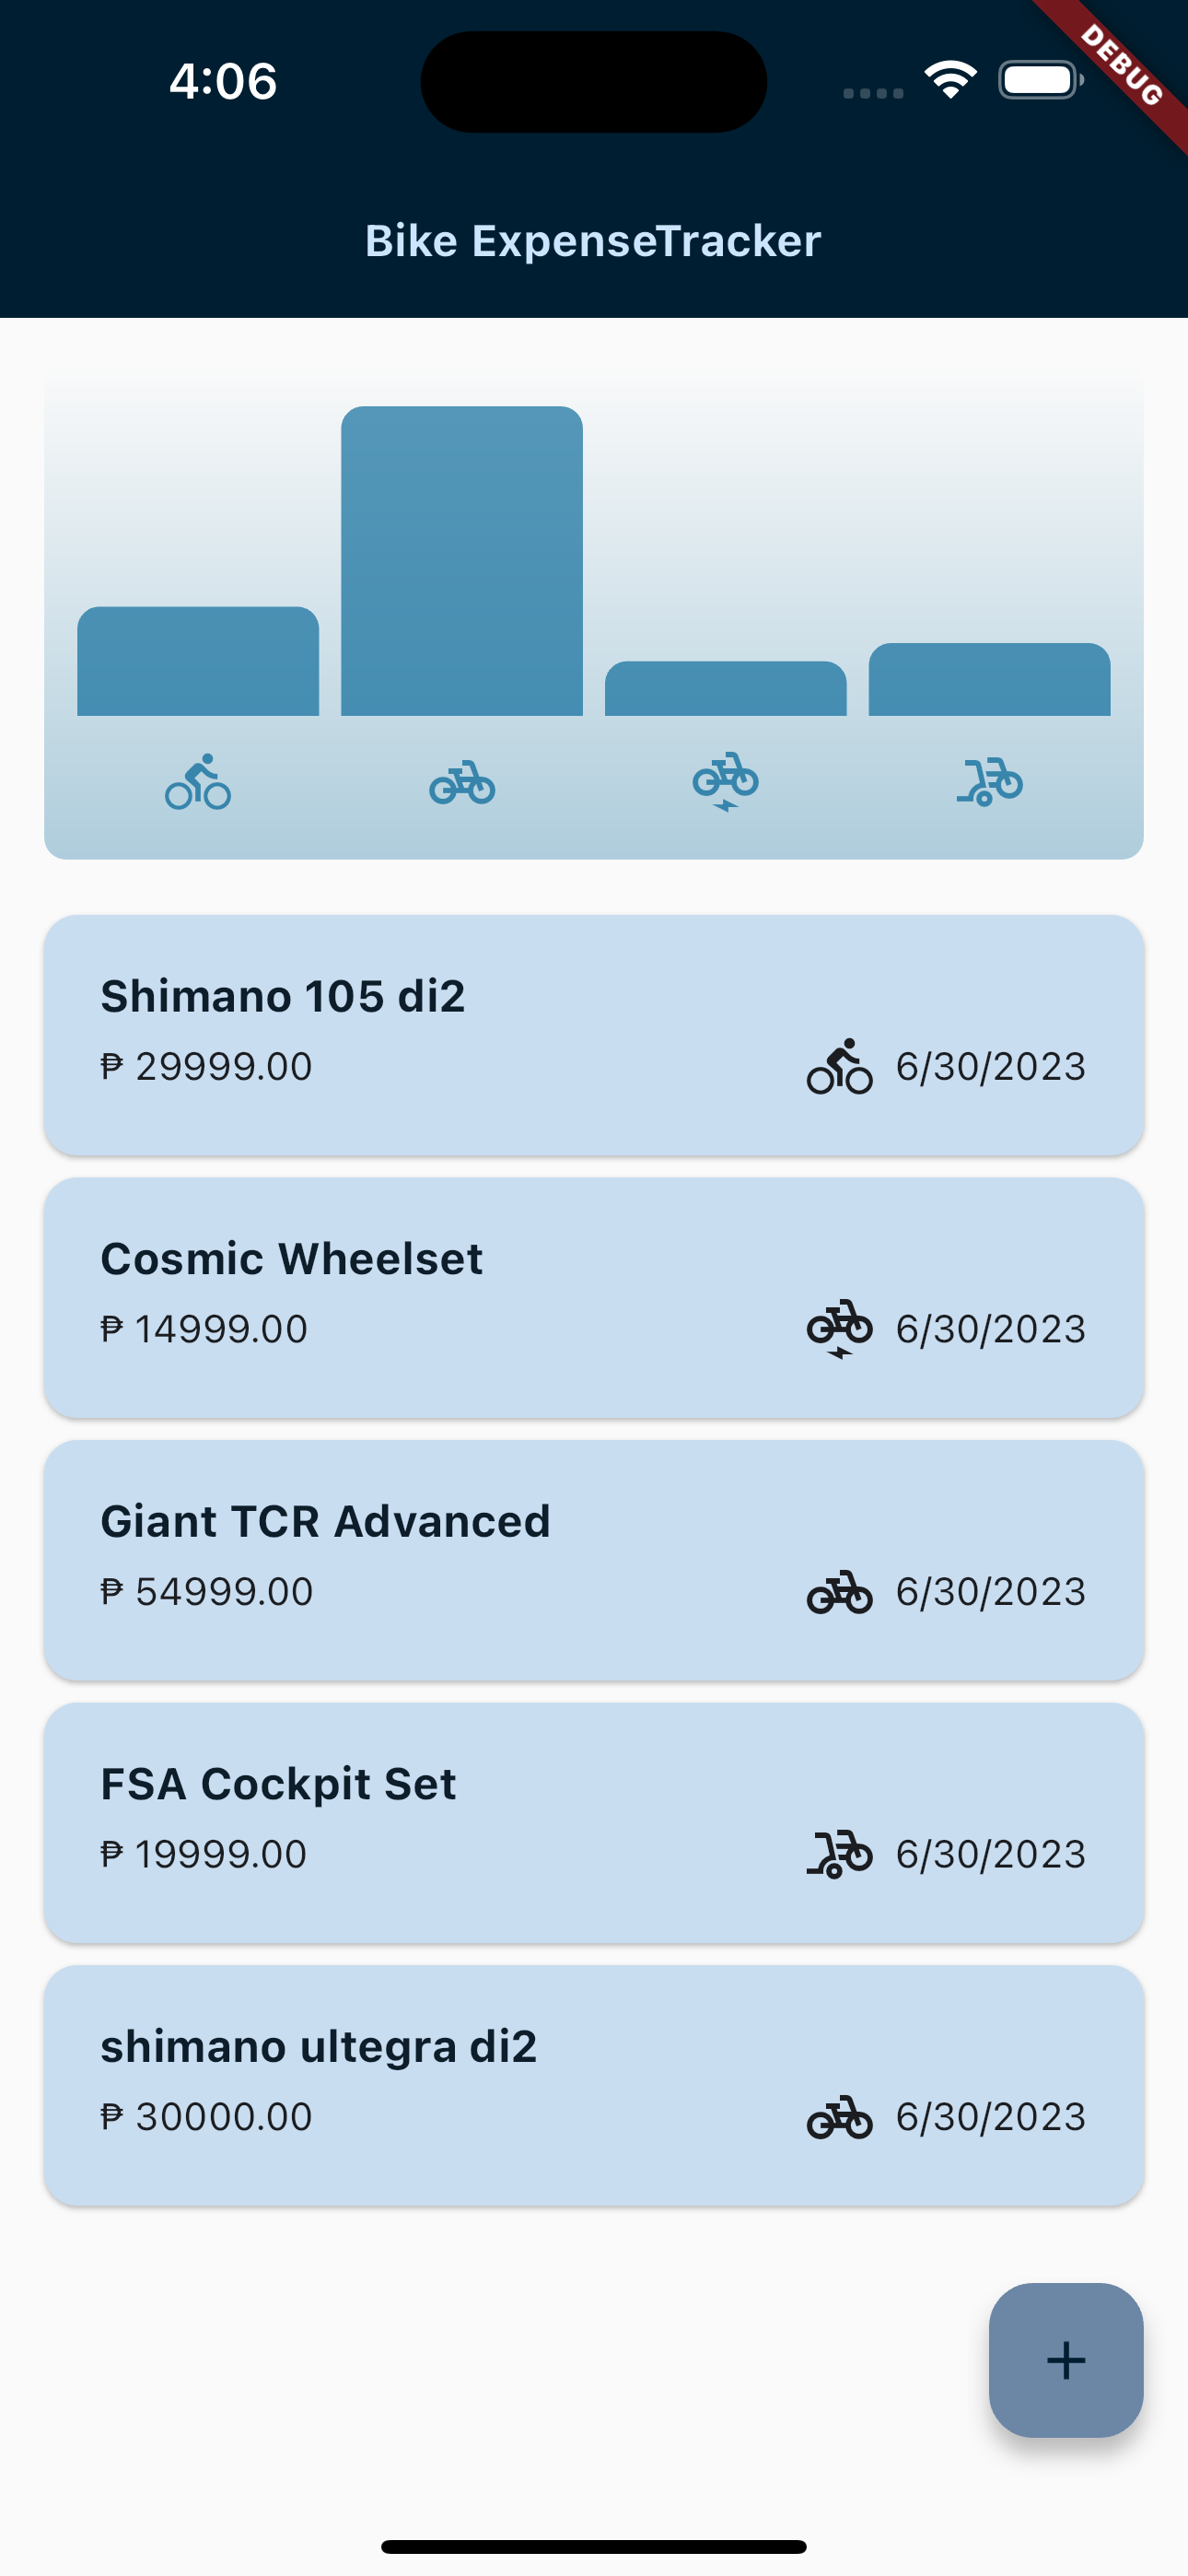 4:06
DEBUG
Bike ExpenseTracker
Shimano 105 di2
₱ 29999.00
6/30/2023
Cosmic Wheelset
₱ 14999.00
6/30/2023
Giant TCR Advanced
₱ 54999.00
6/30/2023
FSA Cockpit Set
₱ 19999.00
6/30/2023
shimano ultegra di2
₱ 30000.00
6/30/2023
+